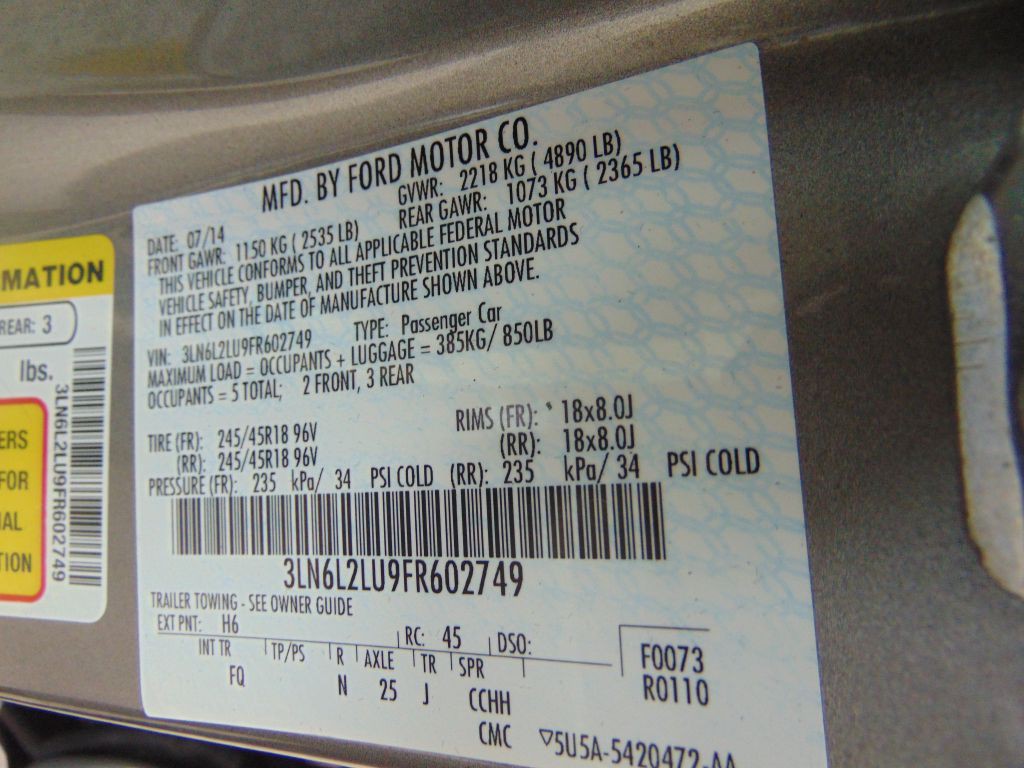 MFD. BY FORD MOTOR CO.
DATE: 07/14 GVWR: 2218 KG ( 4890 LB)
FRONT GAWR: 1150 KG ( 2535 LB) REAR GAWR: 1073 KG ( 2365 LB)
THIS VEHICLE CONFORMS TO ALL APPLICABLE FEDERAL MOTOR
VEHICLE SAFETY, BUMPER, AND THEFT PREVENTION STANDARDS
IN EFFECT ON THE DATE OF MANUFACTURE SHOWN ABOVE.
VIN: 3LN6L2LU9FR602749 TYPE: Passenger Car
MAXIMUM LOAD = OCCUPANTS + LUGGAGE = 385KG/ 850LB
OCCUPANTS = 5 TOTAL; 2 FRONT, 3 REAR
TIRE (FR): 245/45R18 96V RIMS (FR): 18x8.0J
(RR): 245/45R18 96V (RR): 18x8.0J
PRESSURE (FR): 235 kPa/ 34 PSI COLD (RR): 235 kPa/ 34 PSI COLD
3LN6L2LU9FR602749
TRAILER TOWING - SEE OWNER GUIDE
EXT PNT: H6 RC: 45 DSO:
INT TR TP/PS R AXLE TR SPR
FQ N 25 J CCHH
CMC
F0073
R0110
▽5U5A-5420472-AA
MATION
REAR: 3
lbs.
ERS
FOR
IAL
TION
3LN6L2LU9FR602749